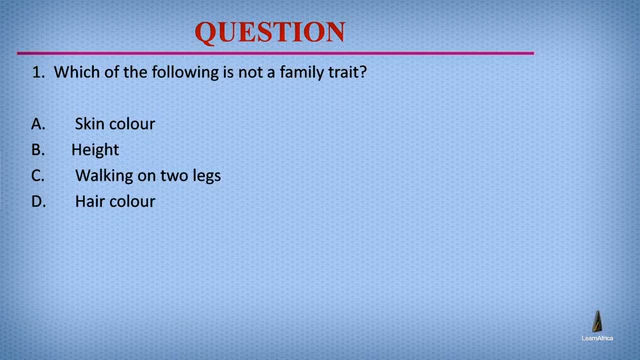 QUESTION
1. Which of the following is not a family trait?
A. Skin colour
B. Height
C. Walking on two legs
D. Hair colour
LearnAfrica